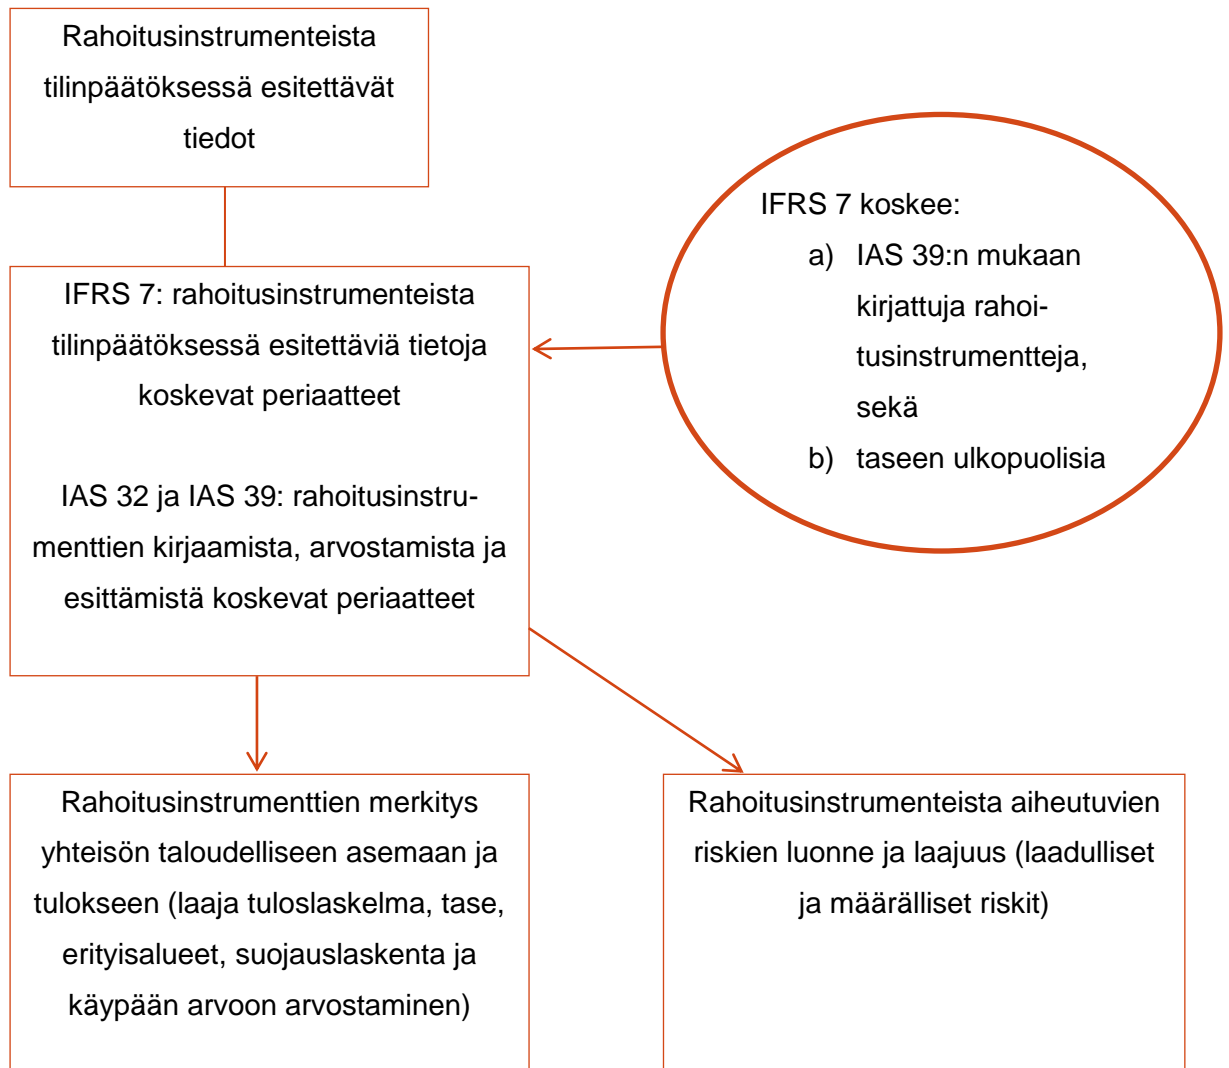 Rahoitusinstrumenteista
tilinpäätöksessä esitettävät
tiedot
IFRS 7 koskee:
a) IAS 39:n mukaan
kirjattuja rahoi-
tusinstrumentteja,
sekä
b) taseen ulkopuolisia
IFRS 7: rahoitusinstrumenteista
tilinpäätöksessä esitettäviä tietoja
koskevat periaatteet
IAS 32 ja IAS 39: rahoitusinstru-
menttien kirjaamista, arvostamista ja
esittämistä koskevat periaatteet
Rahoitusinstrumenttien merkitys
yhteisön taloudelliseen asemaan ja
tulokseen (laaja tuloslaskelma, tase,
erityisalueet, suojauslaskenta ja
käypään arvoon arvostaminen)
Rahoitusinstrumenteista aiheutuvien
riskien luonne ja laajuus (laadulliset
ja määrälliset riskit)